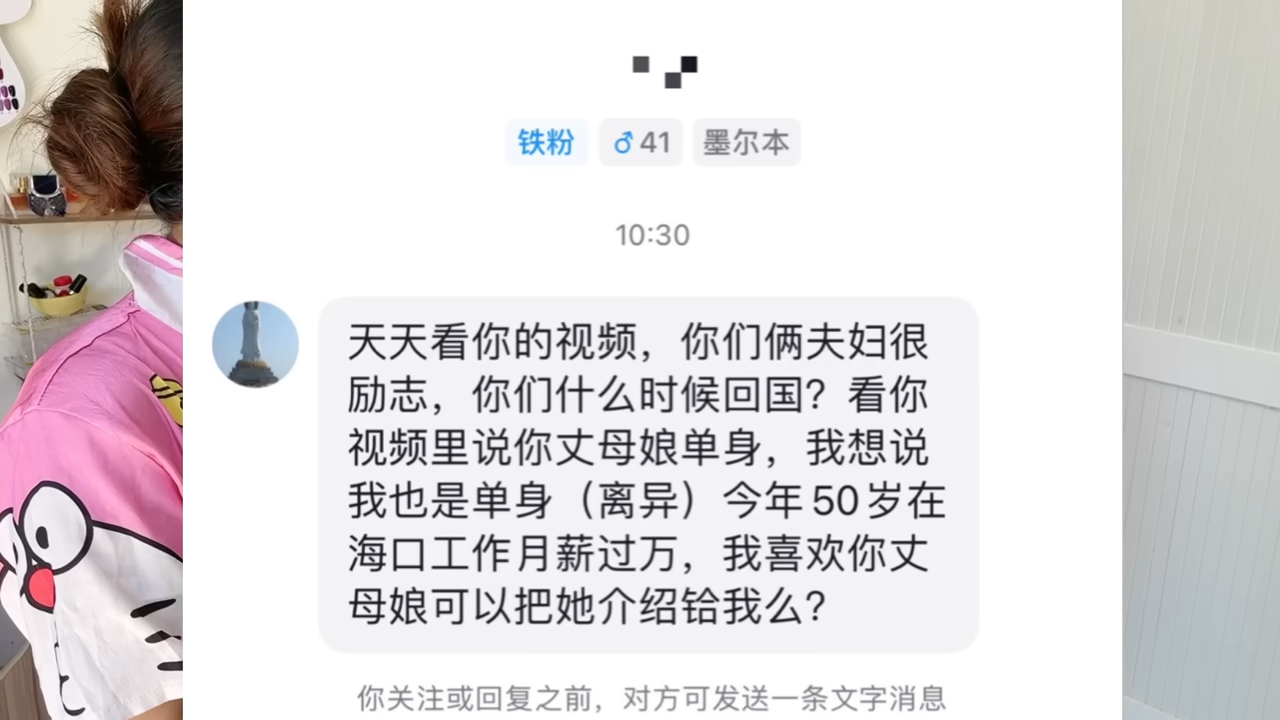 铁粉 ♂41 墨尔本
10:30
天天看你的视频，你们俩夫妇很
励志，你们什么时候回国？看你
视频里说你丈母娘单身，我想说
我也是单身（离异）今年50岁在
海口工作月薪过万，我喜欢你丈
母娘可以把她介绍给我么？
你关注或回复之前，对方可发送一条文字消息